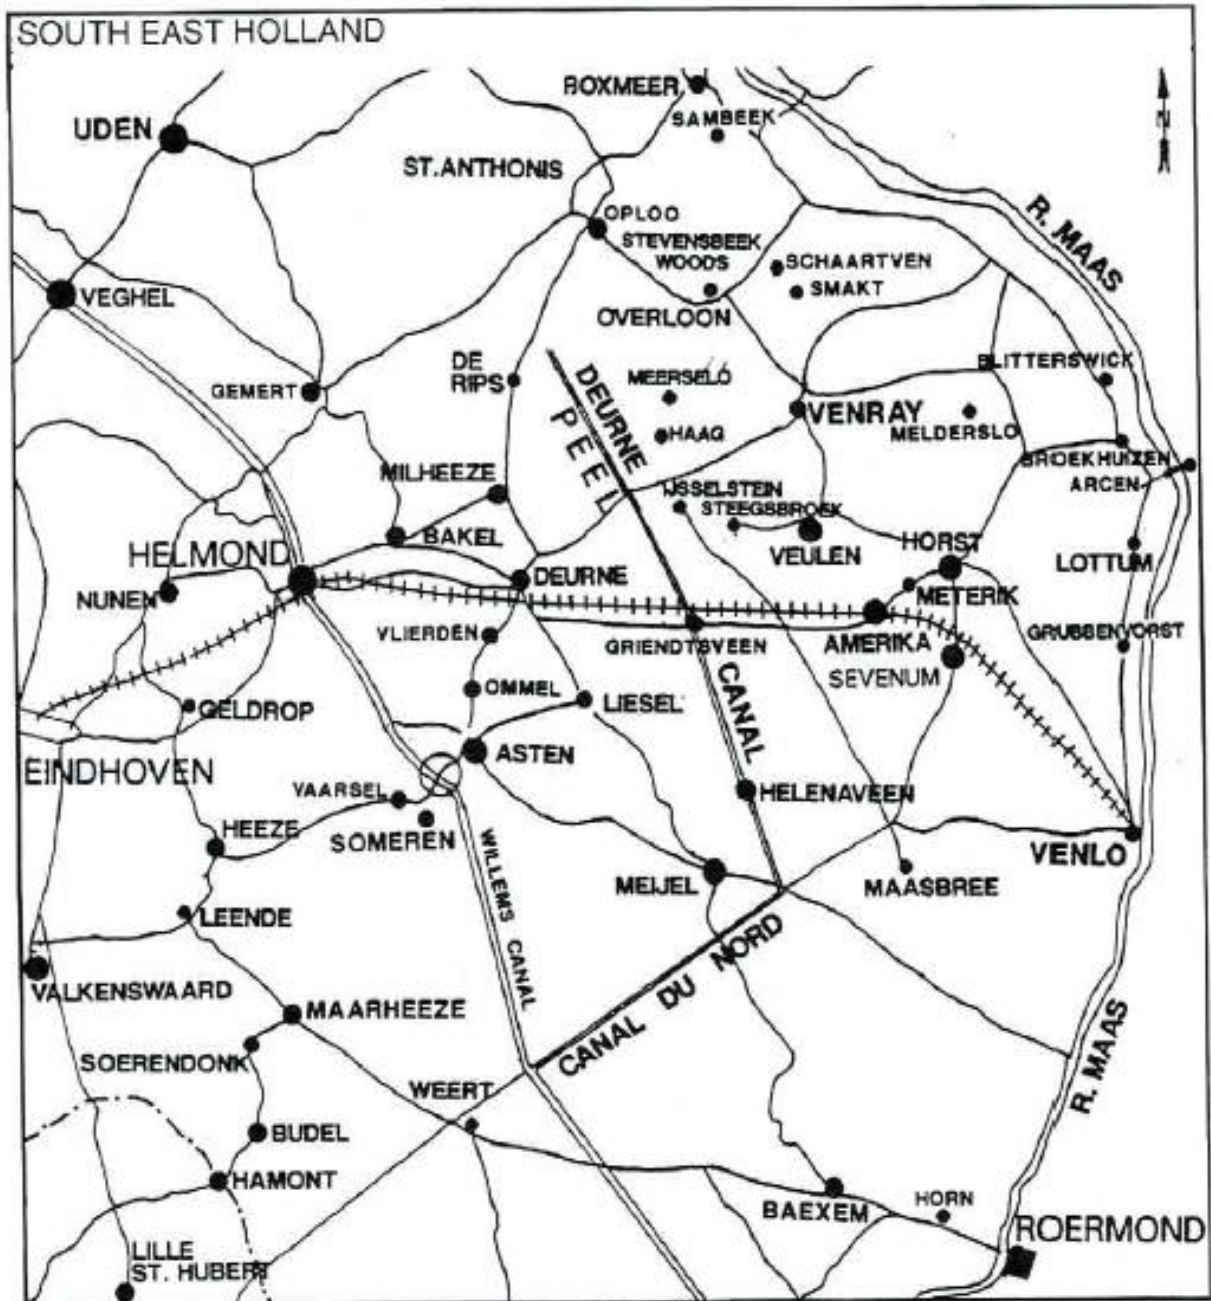 SOUTH EAST HOLLAND
BOXMEER
SAMBEEK
N
UDEN
ST.ANTHONIS
R. MAAS
OPLOO
STEVENSBEEK
WOODS
SCHAARTVEN
SMAKT
VEGHEL
OVERLOON
DE
RIPS
BLITTERSWICK
GEMERT
MEERSELO
DEURNE
PEEL
VENRAY
MELDERSLO
HAAG
MILHEEZE
BROEKHUIZEN
ARCEN
IJSSELSTEIN
STEEGSBROEK
BAKEL
HELMOND
VEULEN
HORST
LOTTUM
DEURNE
NUNEN
METERIK
VLIERDEN
GRIENDTSVEEN
AMERIKA
GRUBBENVORST
SEVENUM
OMMEL
LIESEL
GELDROP
CANAL
ASTEN
EINDHOVEN
VAARSEL
HELENAVEEN
HEEZE
SOMEREN
VENLO
WILLEMS CANAL
MEIJEL
MAASBREE
LEENDE
CANAL DU NORD
VALKENSWAARD
MAARHEEZE
SOERENDONK
R. MAAS
WEERT
BUDEL
HAMONT
BAEXEM
HORN
ROERMOND
LILLE
ST. HUBERT